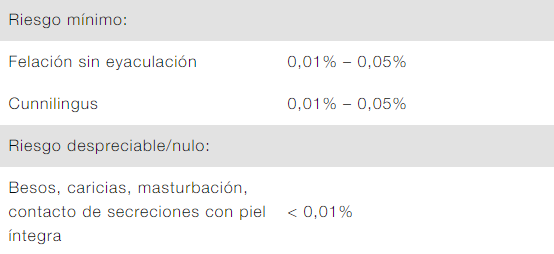 Riesgo mínimo:
Felación sin eyaculación 0,01% – 0,05%
Cunnilingus 0,01% – 0,05%
Riesgo despreciable/nulo:
Besos, caricias, masturbación,
contacto de secreciones con piel < 0,01%
íntegra